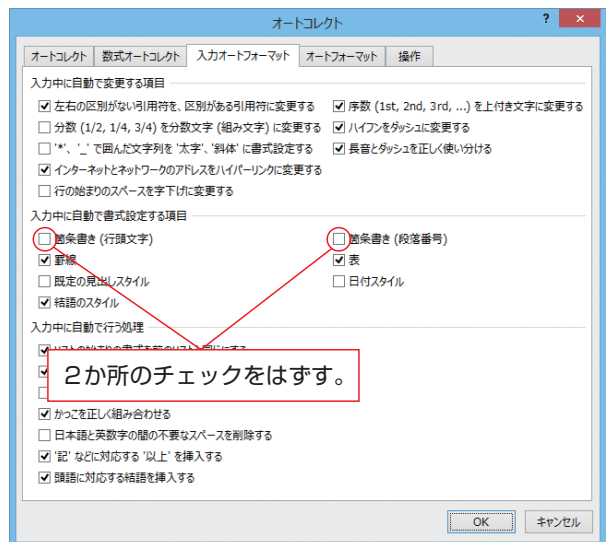 オートコレクト ? ×
オートコレクト 数式オートコレクト 入力オートフォーマット オートフォーマット 操作
入力中に自動で変更する項目
左右の区別がない引用符を、区別がある引用符に変更する
序数 (1st, 2nd, 3rd, ...) を上付き文字に変更する
分数 (1/2, 1/4, 3/4) を分数文字 (組み文字) に変更する
ハイフンをダッシュに変更する
'*'、'_' で囲んだ文字列を '太字'、'斜体' に書式設定する
長音とダッシュを正しく使い分ける
インターネットとネットワークのアドレスをハイパーリンクに変更する
行の始まりのスペースを字下げに変更する
入力中に自動で書式設定する項目
箇条書き (行頭文字)
箇条書き (段落番号)
罫線
表
既定の見出しスタイル
日付スタイル
結語のスタイル
入力中に自動で行う処理
2か所のチェックをはずす。
かっこを正しく組み合わせる
日本語と英数字の間の不要なスペースを削除する
'記' などに対応する '以上' を挿入する
頭語に対応する結語を挿入する
OK キャンセル